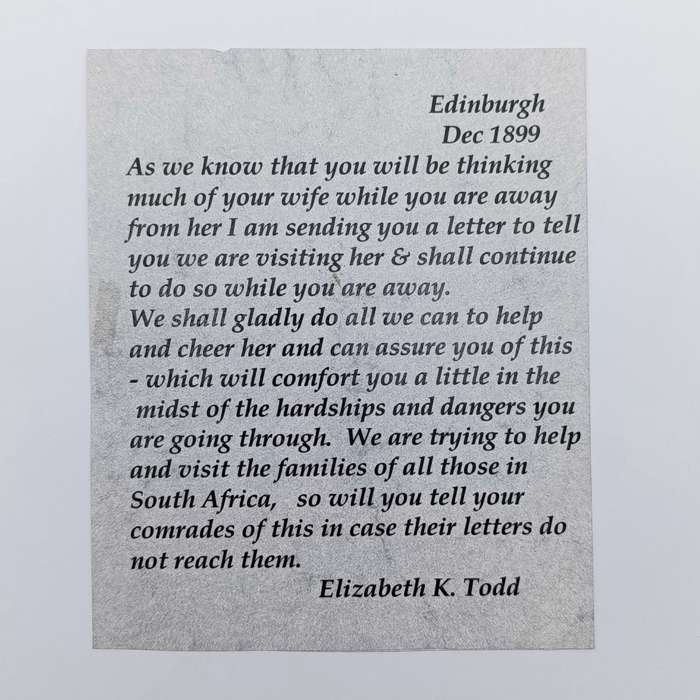 Edinburgh
Dec 1899
As we know that you will be thinking
much of your wife while you are away
from her I am sending you a letter to tell
you we are visiting her & shall continue
to do so while you are away.
We shall gladly do all we can to help
and cheer her and can assure you of this
- which will comfort you a little in the
midst of the hardships and dangers you
are going through. We are trying to help
and visit the families of all those in
South Africa, so will you tell your
comrades of this in case their letters do
not reach them.
Elizabeth K. Todd